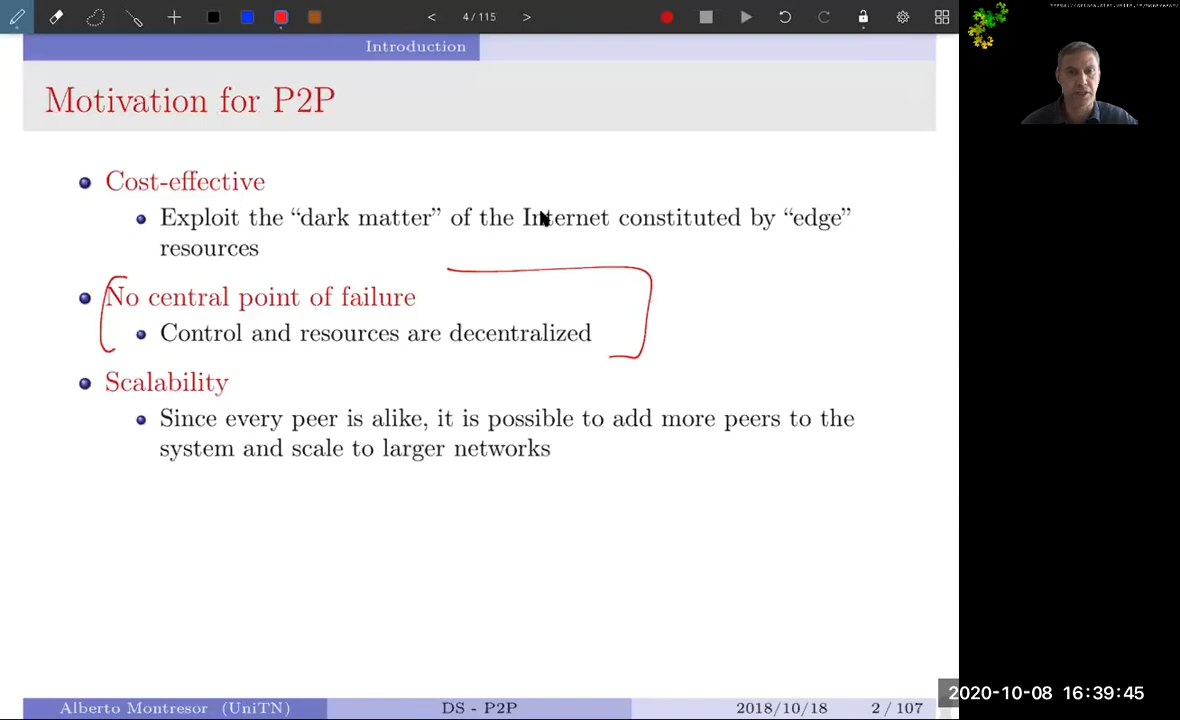 4 / 115
Introduction
Motivation for P2P
Cost-effective
Exploit the “dark matter” of the Internet constituted by “edge”
resources
No central point of failure
Control and resources are decentralized
Scalability
Since every peer is alike, it is possible to add more peers to the
system and scale to larger networks
Alberto Montresor (UniTN)
DS - P2P
2018/10/18
2 / 107
2020-10-08 16:39:45